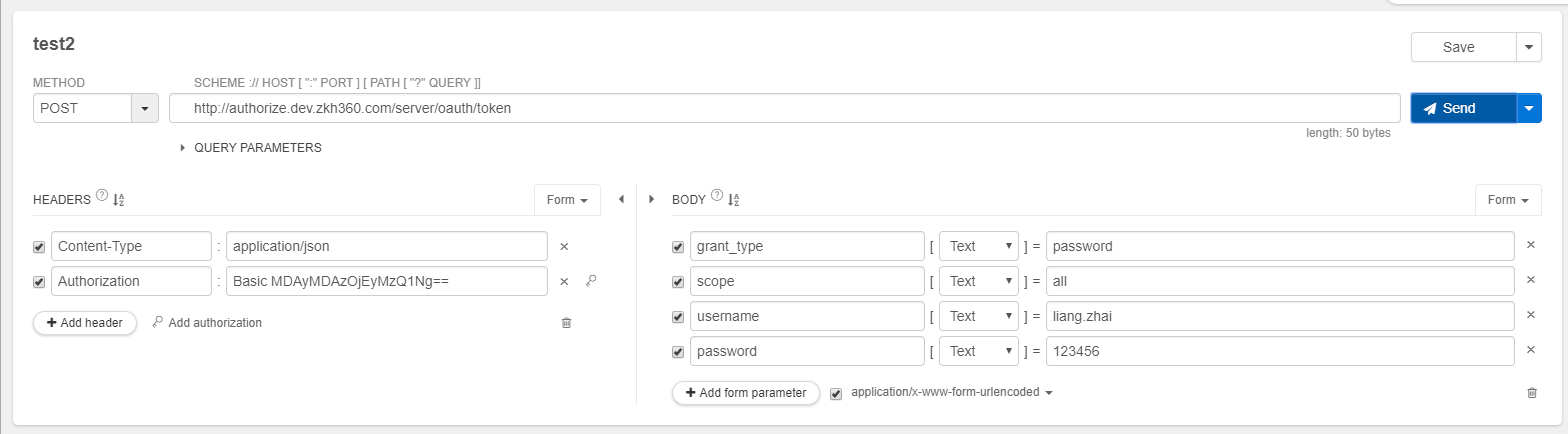 test2
Save
METHOD
SCHEME :// HOST [ ":" PORT ] [ PATH [ "?" QUERY ]]
POST
http://authorize.dev.zkh360.com/server/oauth/token
Send
length: 50 bytes
QUERY PARAMETERS
HEADERS ? A Z Form
BODY ? A Z Form
Content-Type : application/json ×
Authorization : Basic MDAyMDAzOjEyMzQ1Ng== ×
+ Add header Add authorization
grant_type [ Text ] = password ×
scope [ Text ] = all ×
username [ Text ] = liang.zhai ×
password [ Text ] = 123456 ×
+ Add form parameter application/x-www-form-urlencoded